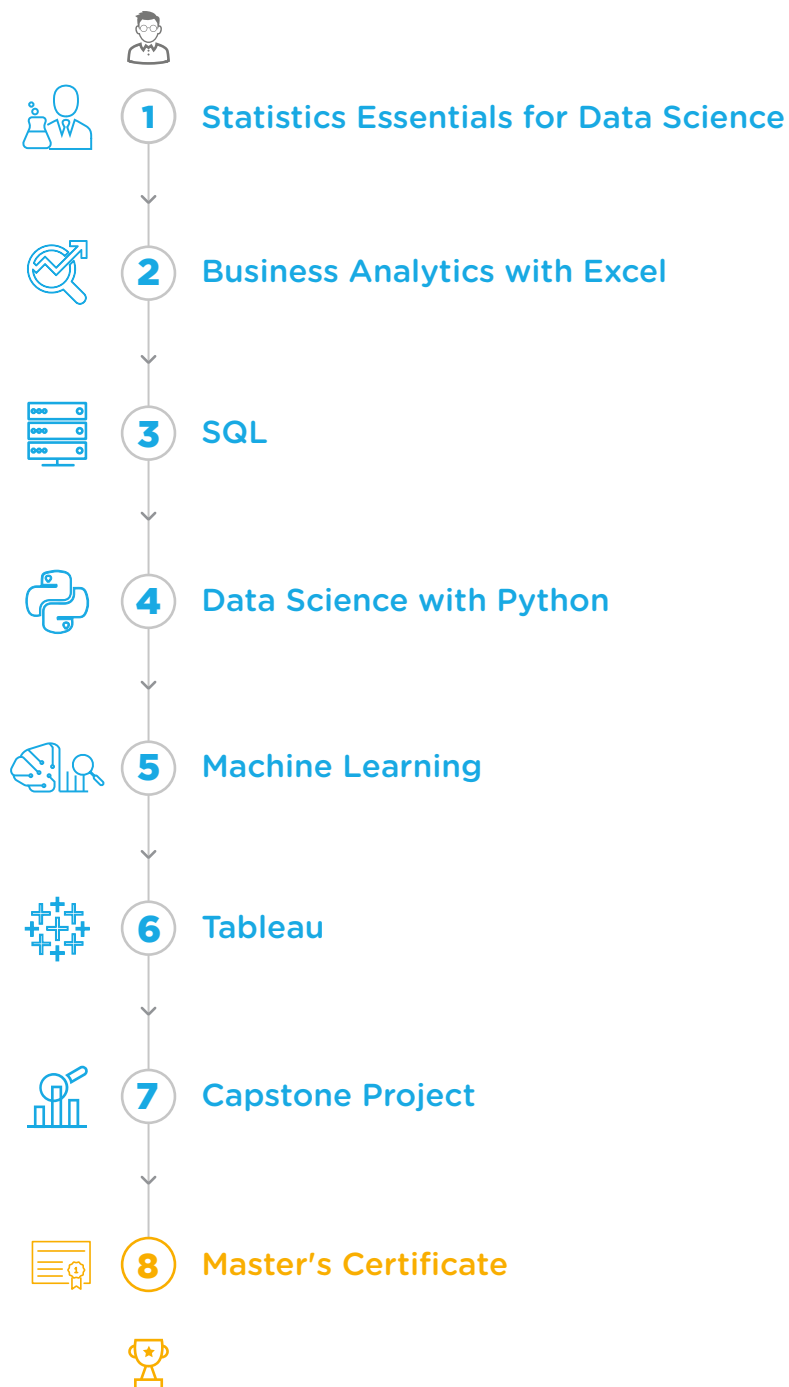 1 Statistics Essentials for Data Science
2 Business Analytics with Excel
3 SQL
4 Data Science with Python
5 Machine Learning
6 Tableau
7 Capstone Project
1
8 Master's Certificate